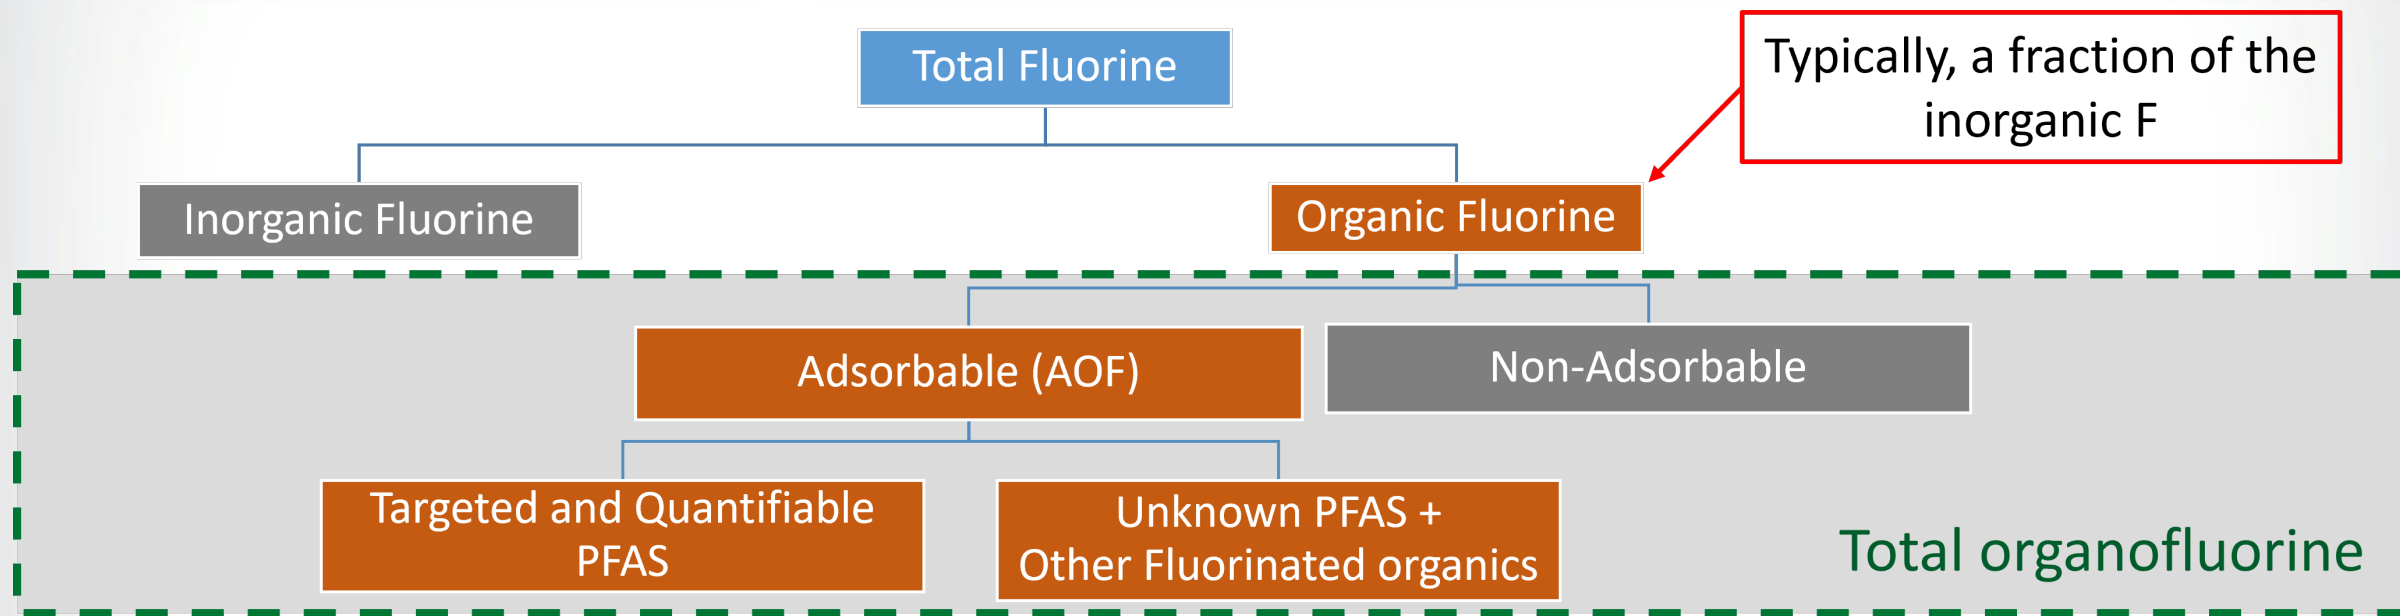 Total Fluorine
Typically, a fraction of the
inorganic F
Inorganic Fluorine
Organic Fluorine
Adsorbable (AOF)
Non-Adsorbable
Targeted and Quantifiable
PFAS
Unknown PFAS +
Other Fluorinated organics
Total organofluorine